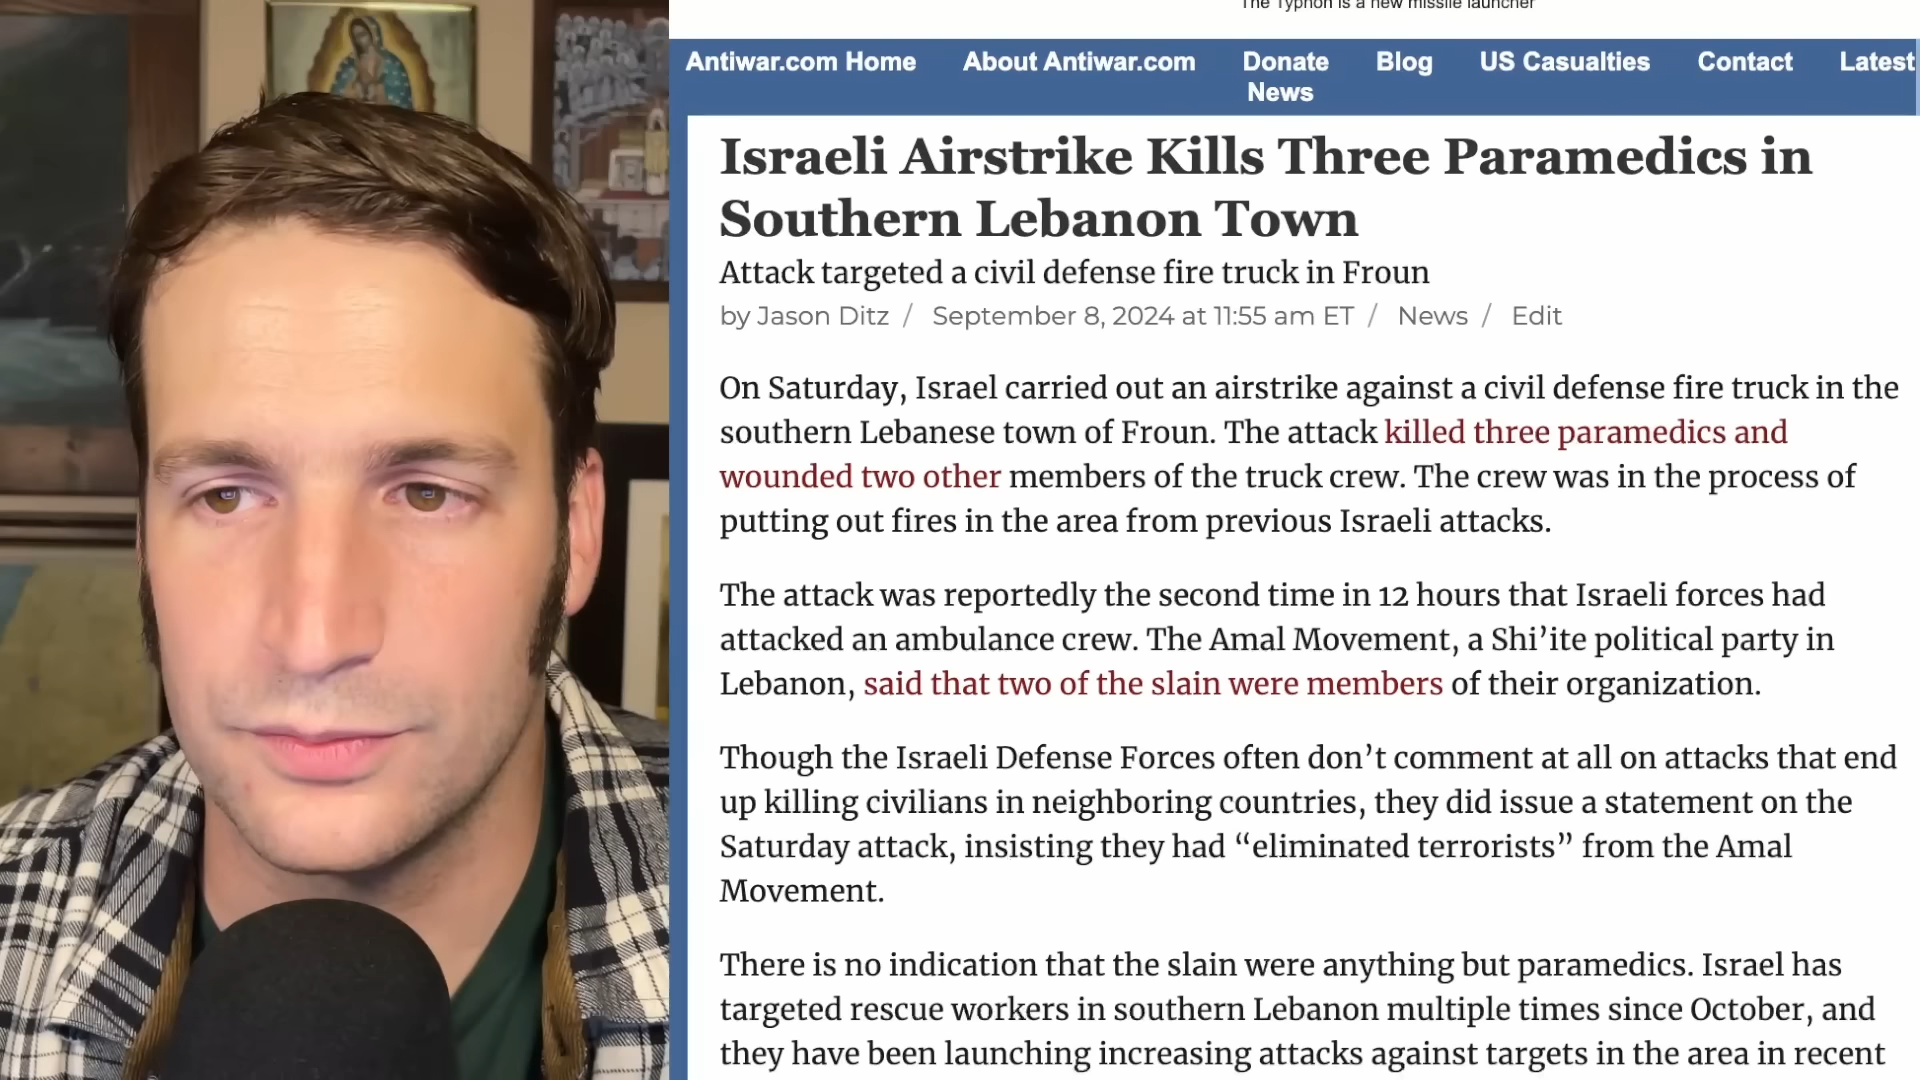 The Typhon is a new missile launcher
Antiwar.com Home About Antiwar.com Donate Blog US Casualties Contact Latest
News
Israeli Airstrike Kills Three Paramedics in
Southern Lebanon Town
Attack targeted a civil defense fire truck in Froun
by Jason Ditz / September 8, 2024 at 11:55 am ET / News / Edit
On Saturday, Israel carried out an airstrike against a civil defense fire truck in the
southern Lebanese town of Froun. The attack killed three paramedics and
wounded two other members of the truck crew. The crew was in the process of
putting out fires in the area from previous Israeli attacks.
The attack was reportedly the second time in 12 hours that Israeli forces had
attacked an ambulance crew. The Amal Movement, a Shi’ite political party in
Lebanon, said that two of the slain were members of their organization.
Though the Israeli Defense Forces often don’t comment at all on attacks that end
up killing civilians in neighboring countries, they did issue a statement on the
Saturday attack, insisting they had “eliminated terrorists” from the Amal
Movement.
There is no indication that the slain were anything but paramedics. Israel has
targeted rescue workers in southern Lebanon multiple times since October, and
they have been launching increasing attacks against targets in the area in recent